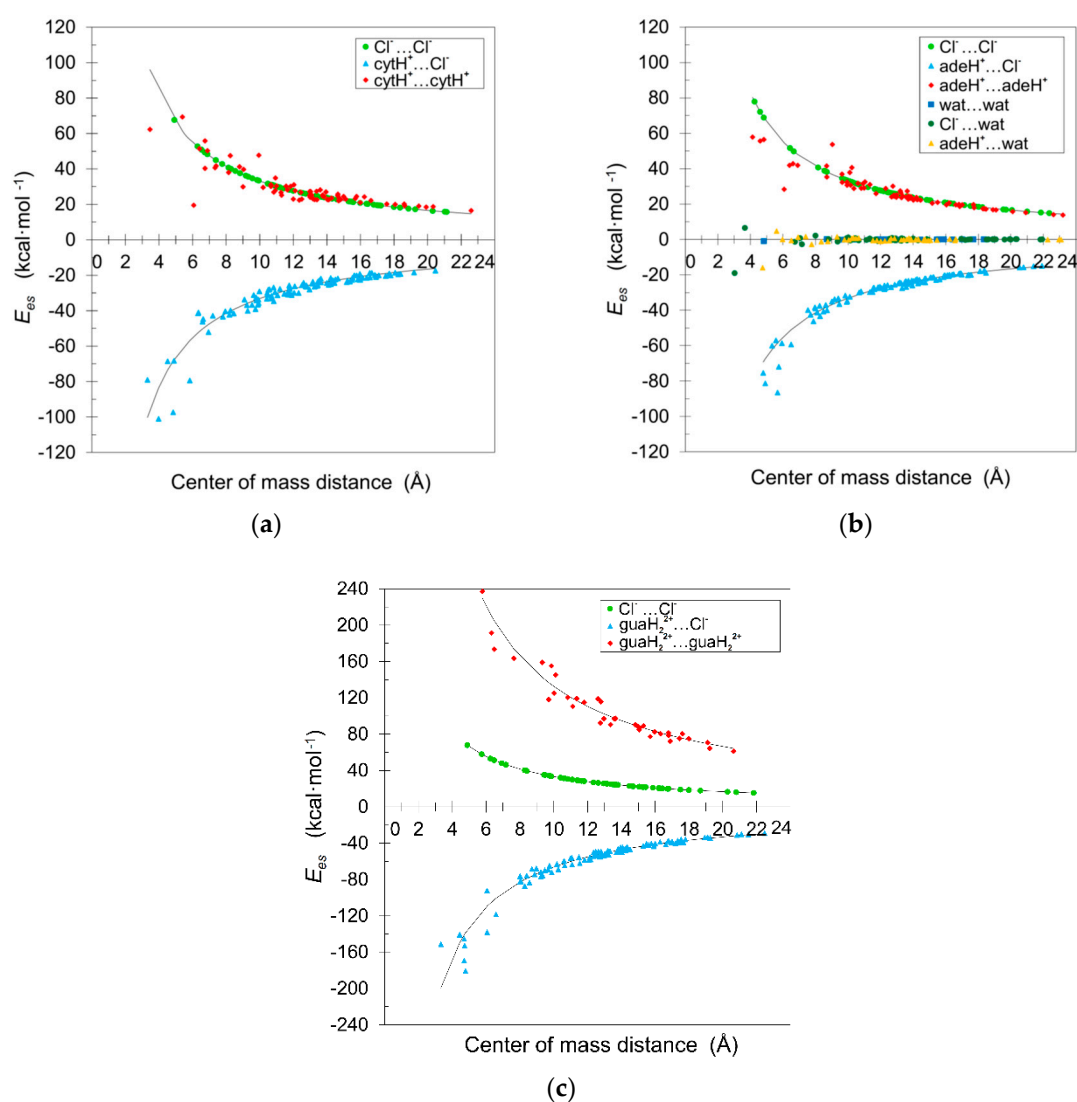 120
100
80
60
40
20
0
-20
-40
-60
-80
-100
-120
0 2 4 6 8 10 12 14 16 18 20 22 24
E_es (kcal·mol⁻¹)
Cl⁻…Cl⁻
cytH⁺…Cl⁻
cytH⁺…cytH⁺
Center of mass distance (Å)
(a)
120
100
80
60
40
20
0
-20
-40
-60
-80
-100
-120
0 2 4 6 8 10 12 14 16 18 20 22 24
E_es (kcal·mol⁻¹)
Cl⁻…Cl⁻
adeH⁺…Cl⁻
adeH⁺…adeH⁺
wat…wat
Cl⁻…wat
adeH⁺…wat
Center of mass distance (Å)
(b)
240
200
160
120
80
40
0
-40
-80
-120
-160
-200
-240
0 2 4 6 8 10 12 14 16 18 20 22 24
E_es (kcal·mol⁻¹)
Cl⁻…Cl⁻
guaH₂²⁺…Cl⁻
guaH₂²⁺…guaH₂²⁺
Center of mass distance (Å)
(c)